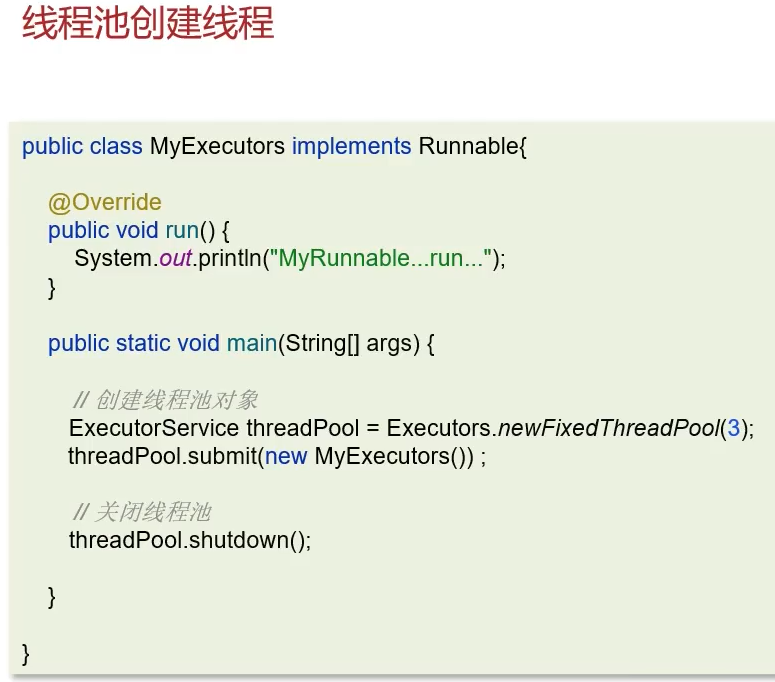 线程池创建线程
public class MyExecutors implements Runnable{
@Override
public void run() {
System.out.println("MyRunnable...run...");
}
public static void main(String[] args) {
// 创建线程池对象
ExecutorService threadPool = Executors.newFixedThreadPool(3);
threadPool.submit(new MyExecutors()) ;
// 关闭线程池
threadPool.shutdown();
}
}